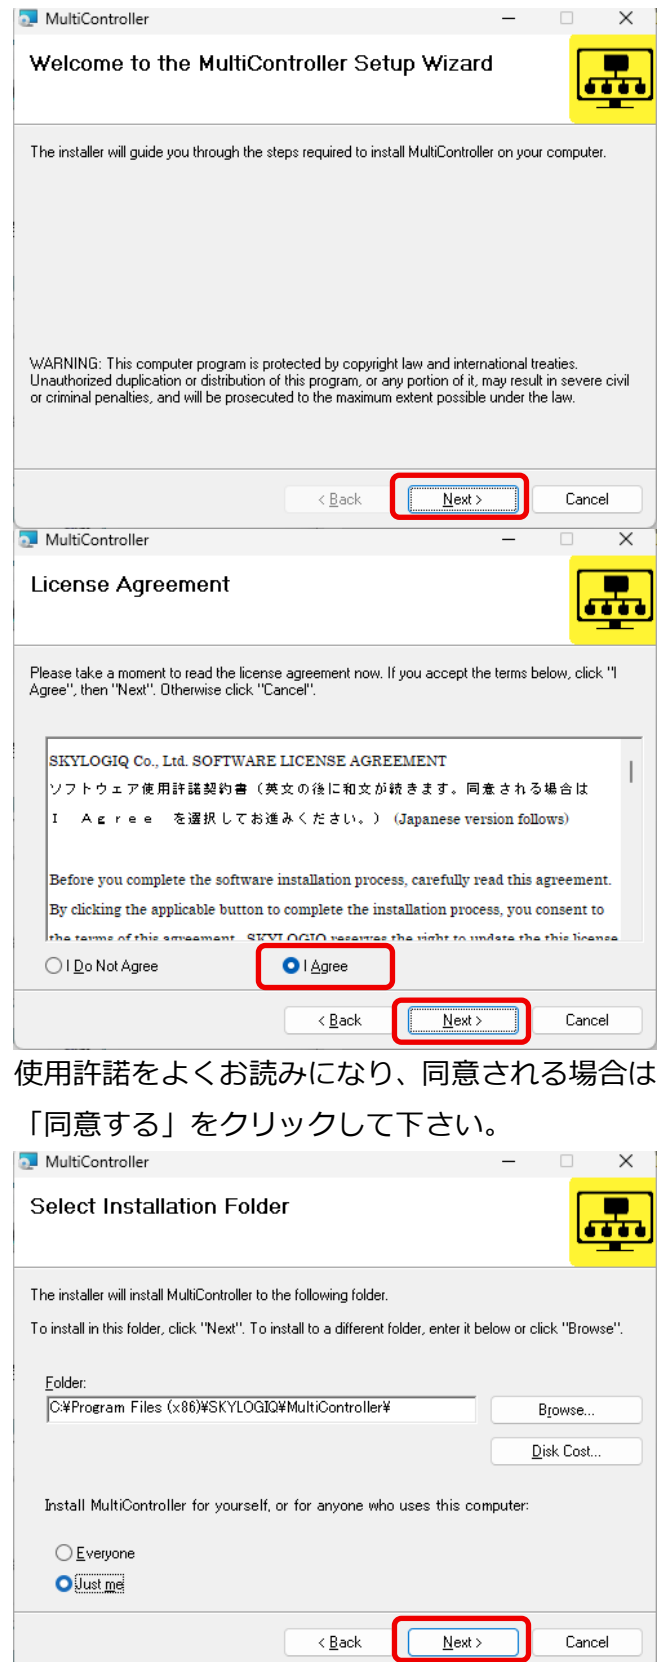 MultiController
Welcome to the MultiController Setup Wizard
The installer will guide you through the steps required to install MultiController on your computer.
WARNING: This computer program is protected by copyright law and international treaties.
Unauthorized duplication or distribution of this program, or any portion of it, may result in severe civil
or criminal penalties, and will be prosecuted to the maximum extent possible under the law.
< Back Next > Cancel
MultiController
License Agreement
Please take a moment to read the license agreement now. If you accept the terms below, click "I
Agree", then "Next". Otherwise click "Cancel".
SKYLOGIQ Co., Ltd. SOFTWARE LICENSE AGREEMENT
ソフトウェア使用許諾契約書（英文の後に和文が続きます。同意される場合は
Ｉ　Ａｇｒｅｅ　を選択してお進みください。） (Japanese version follows)
Before you complete the software installation process, carefully read this agreement.
By clicking the applicable button to complete the installation process, you consent to
the terms of this agreement. SKYLOGIQ reserves the right to update the this license
I Do Not Agree I Agree
< Back Next > Cancel
使用許諾をよくお読みになり、同意される場合は
「同意する」をクリックして下さい。
MultiController
Select Installation Folder
The installer will install MultiController to the following folder.
To install in this folder, click "Next". To install to a different folder, enter it below or click "Browse".
Folder:
C:¥Program Files (x86)¥SKYLOGIQ¥MultiController¥ Browse...
Disk Cost...
Install MultiController for yourself, or for anyone who uses this computer:
Everyone
Just me
< Back Next > Cancel